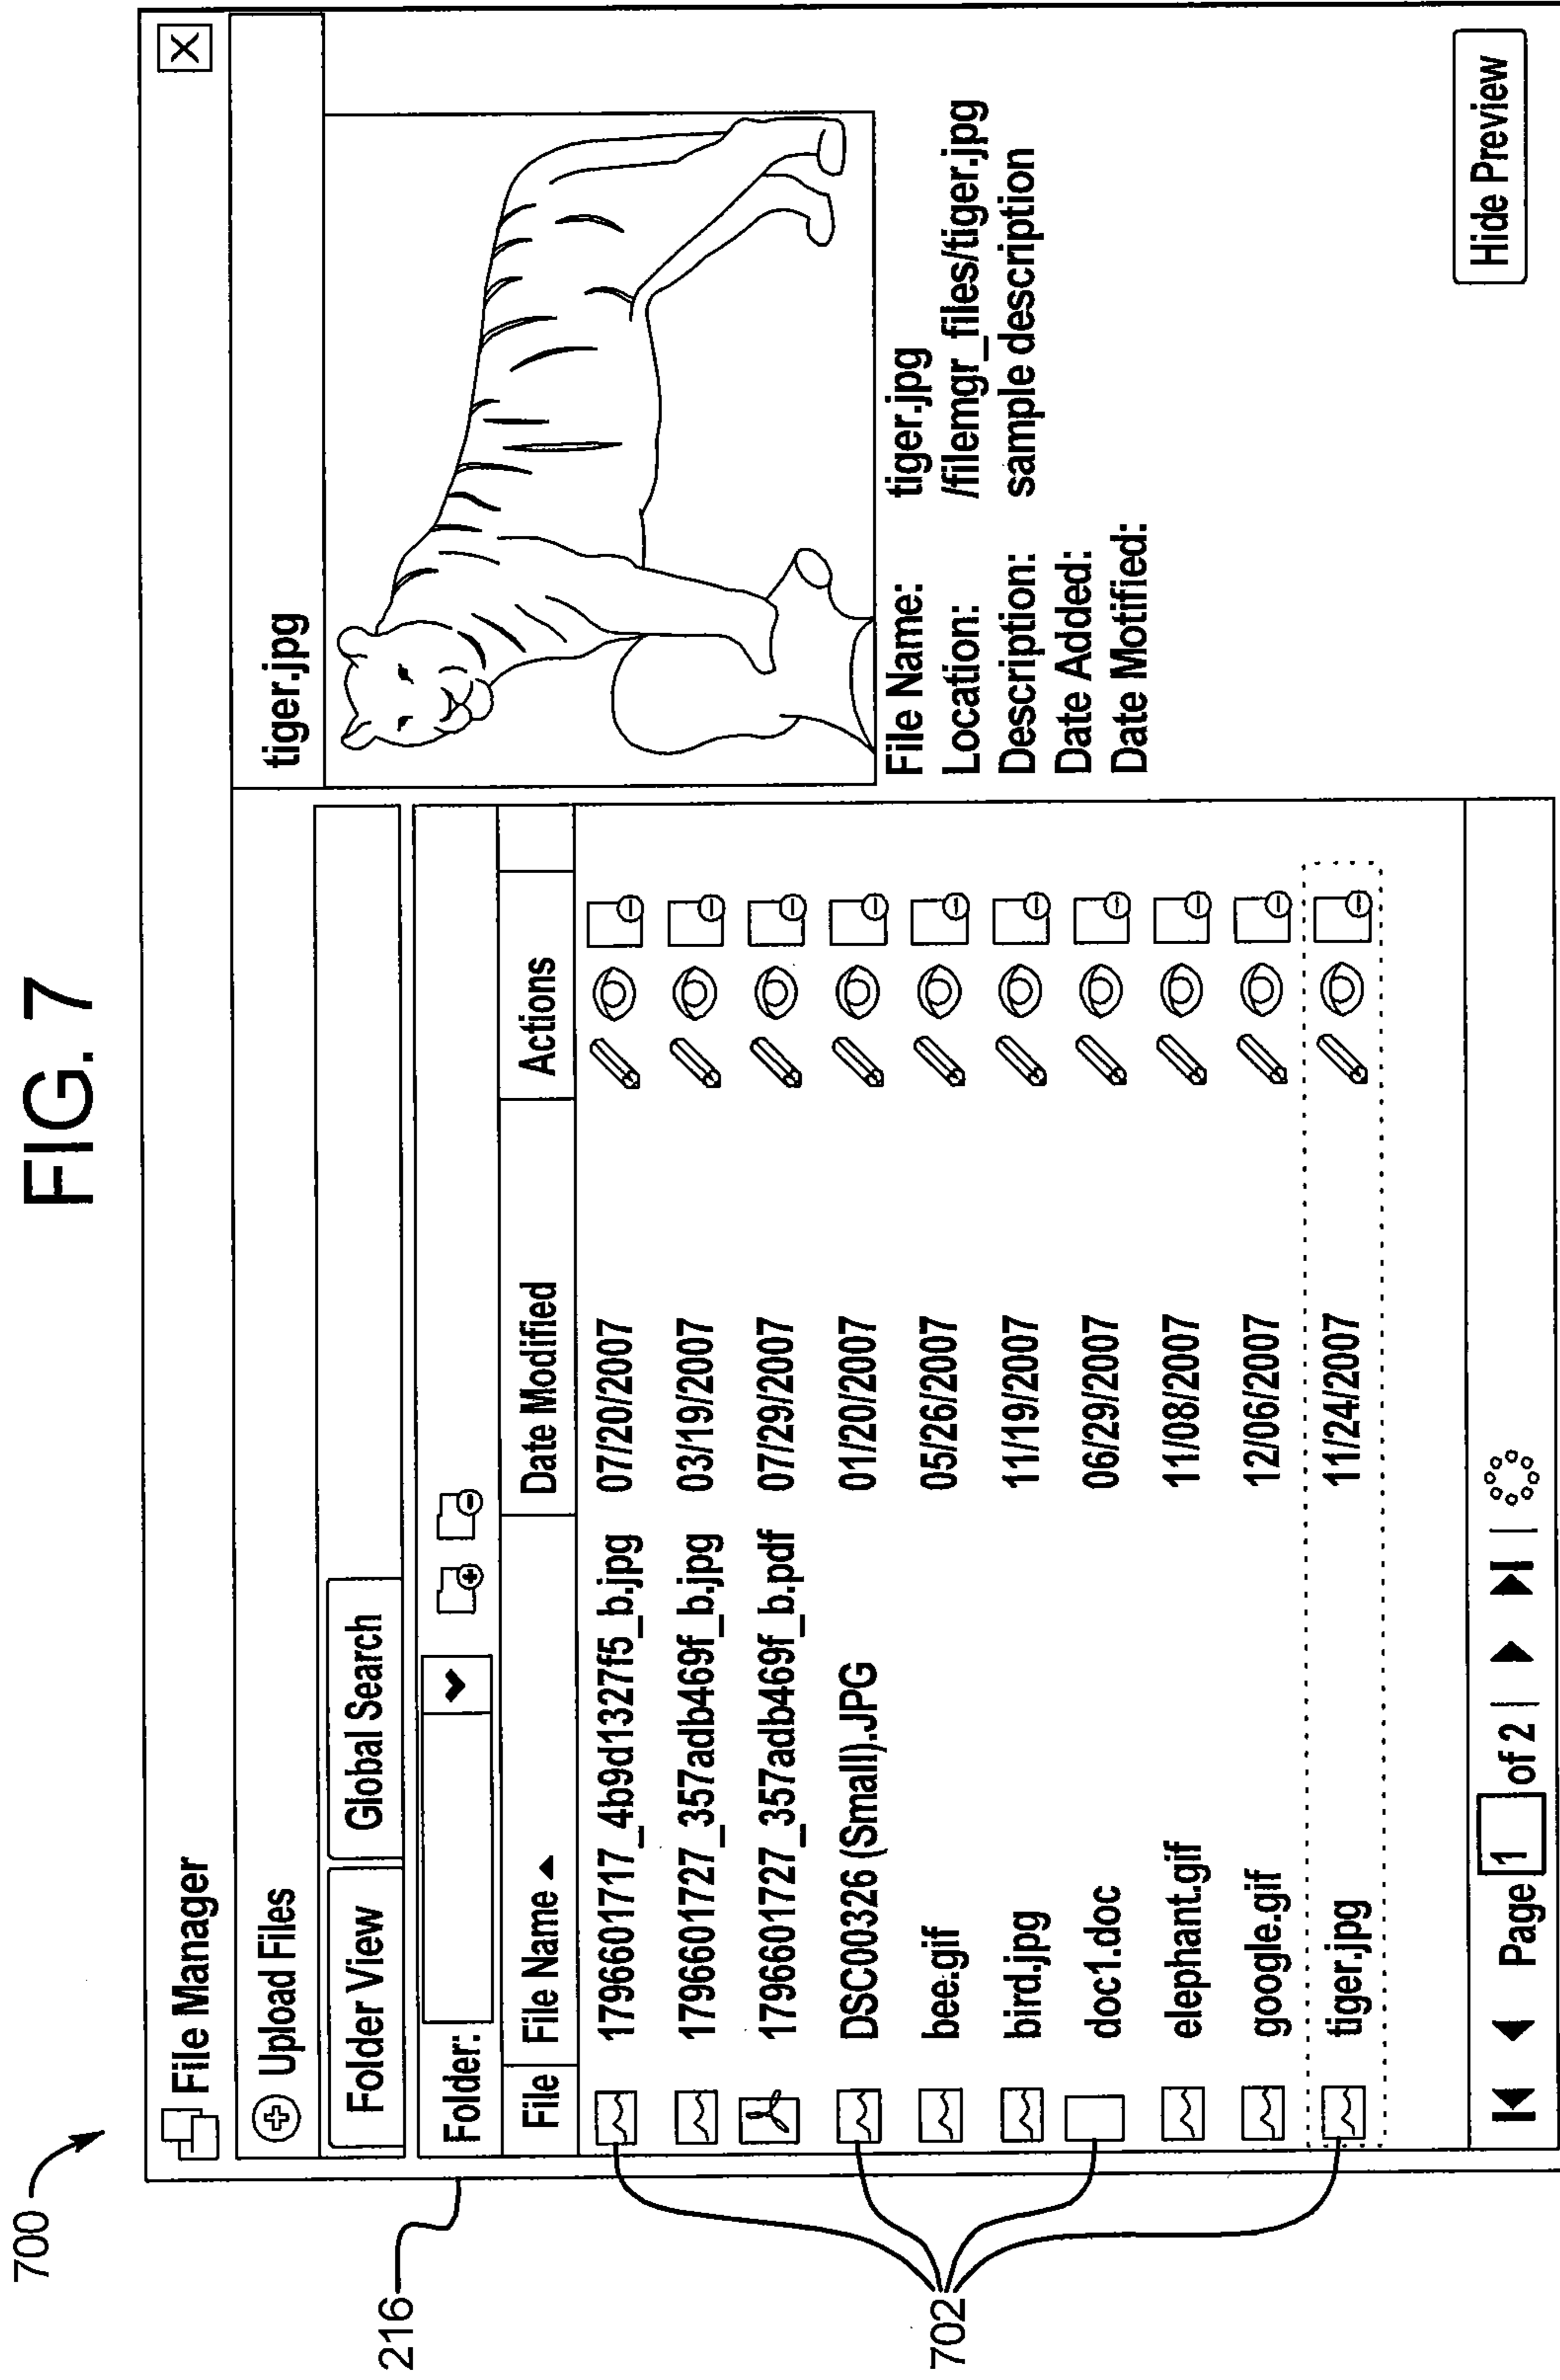 FIG. 7
700
216
702
File Manager
X
Upload Files
Folder View
Global Search
Folder:
File
File Name
Date Modified
Actions
1796601717_4b9d1327f5_b.jpg 07/20/2007
1796601727_357adb469f_b.jpg 03/19/2007
1796601727_357adb469f_b.pdf 07/29/2007
DSC00326 (Small).JPG 01/20/2007
bee.gif 05/26/2007
bird.jpg 11/19/2007
doc1.doc 06/29/2007
elephant.gif 11/08/2007
google.gif 12/06/2007
tiger.jpg 11/24/2007
Page 1 of 2
tiger.jpg
File Name: tiger.jpg
Location: /filemgr_files/tiger.jpg
Description: sample description
Date Added:
Date Motified:
Hide Preview